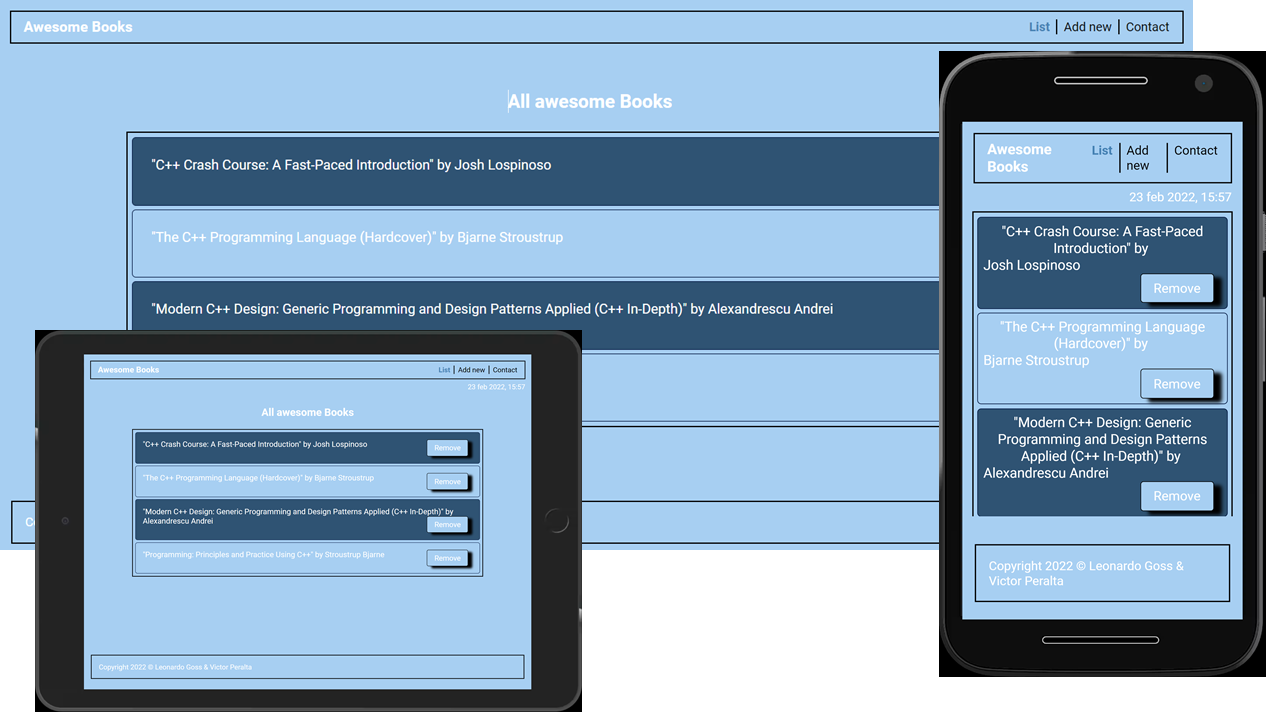 Awesome Books
List
Add new
Contact
All awesome Books
"C++ Crash Course: A Fast-Paced Introduction" by Josh Lospinoso
"The C++ Programming Language (Hardcover)" by Bjarne Stroustrup
"Modern C++ Design: Generic Programming and Design Patterns Applied (C++ In-Depth)" by Alexandrescu Andrei
Awesome Books
List
Add new
Contact
23 feb 2022, 15:57
All awesome Books
"C++ Crash Course: A Fast-Paced Introduction" by Josh Lospinoso
Remove
"The C++ Programming Language (Hardcover)" by Bjarne Stroustrup
Remove
"Modern C++ Design: Generic Programming and Design Patterns Applied (C++ In-Depth)" by
Alexandrescu Andrei
Remove
"Programming: Principles and Practice Using C++" by Stroustrup Bjarne
Remove
Copyright 2022 © Leonardo Goss & Victor Peralta
Awesome
Books
List
Add
new
Contact
23 feb 2022, 15:57
"C++ Crash Course: A Fast-Paced
Introduction" by
Josh Lospinoso
Remove
"The C++ Programming Language
(Hardcover)" by
Bjarne Stroustrup
Remove
"Modern C++ Design: Generic
Programming and Design Patterns
Applied (C++ In-Depth)" by
Alexandrescu Andrei
Remove
Copyright 2022 © Leonardo Goss &
Victor Peralta